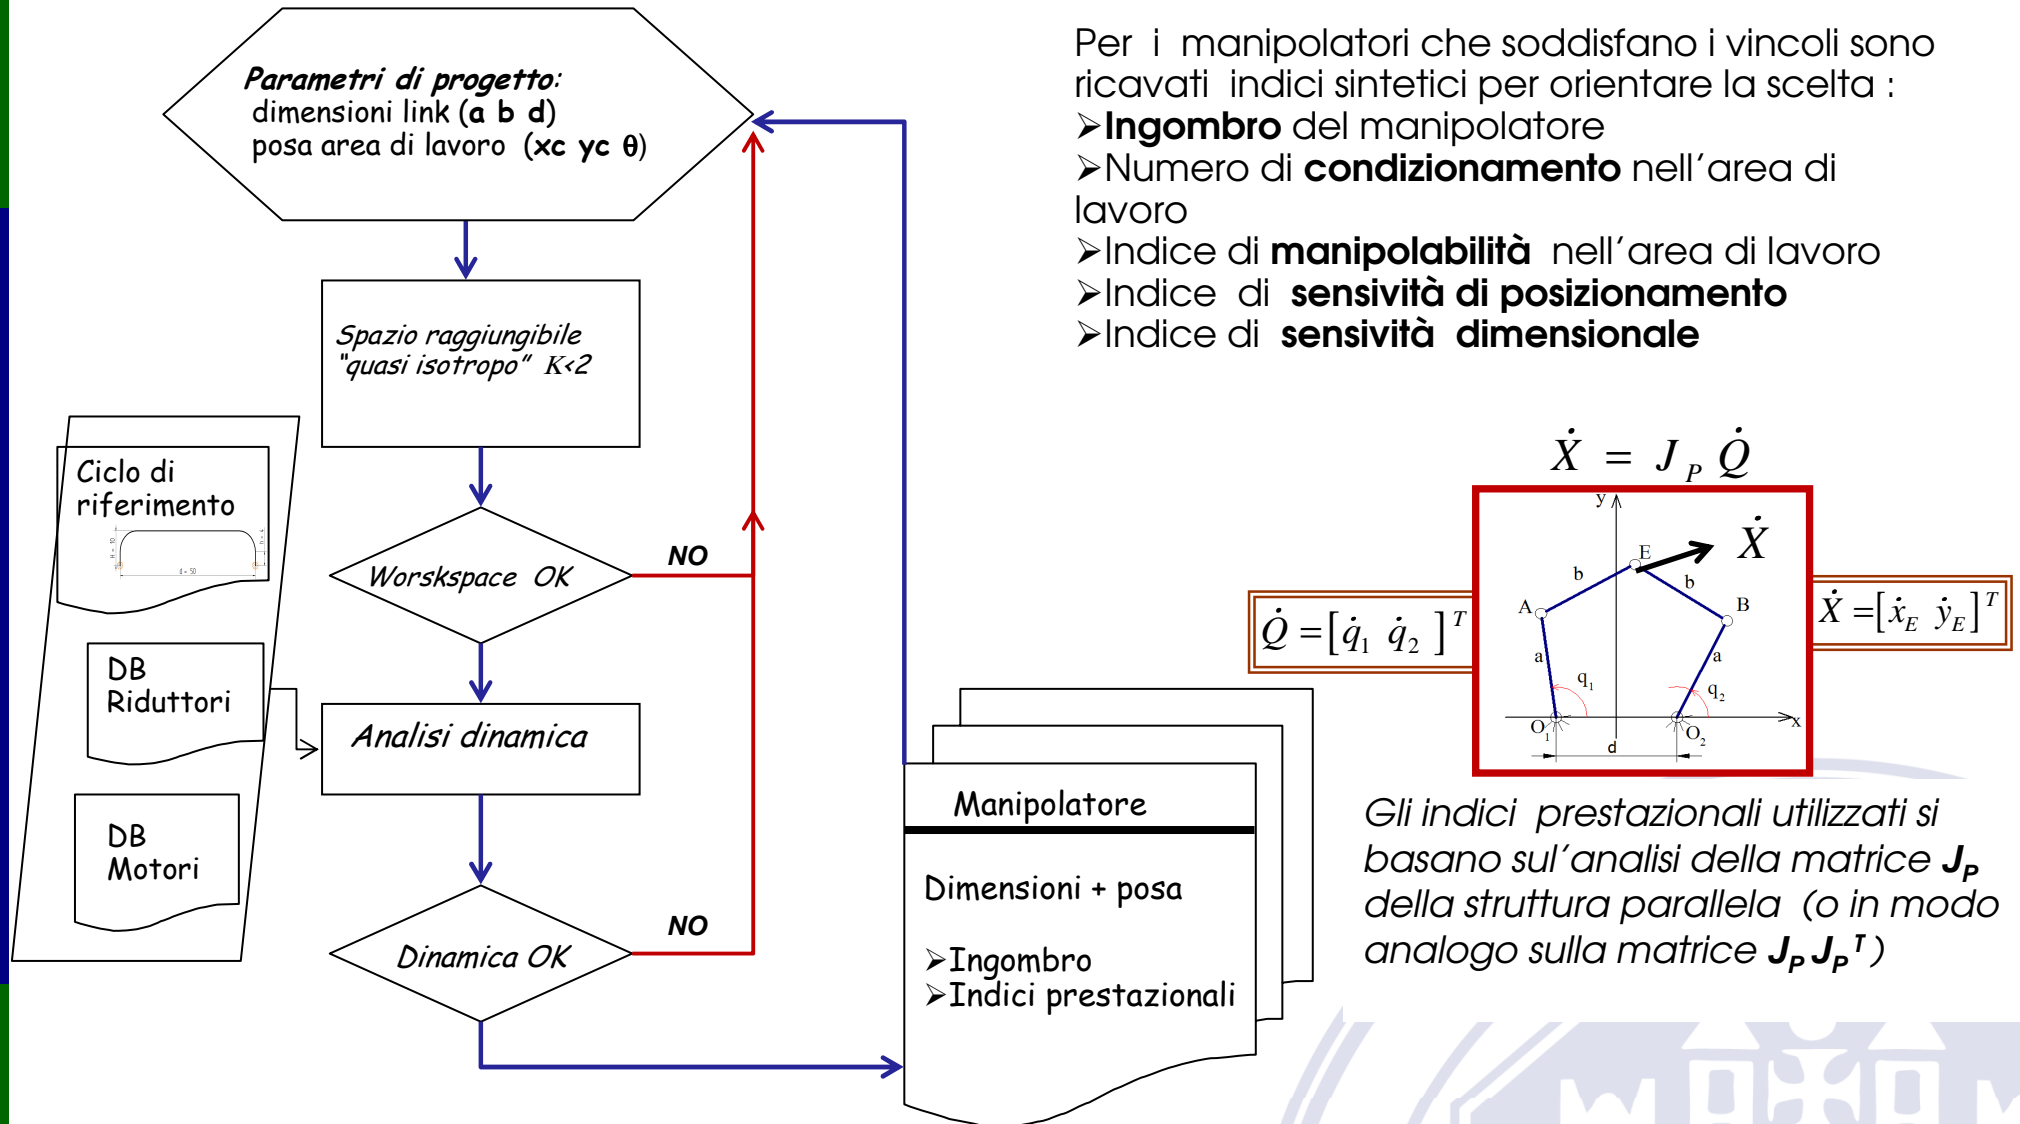 Parametri di progetto:
dimensioni link (a b d)
posa area di lavoro (xc yc θ)
Spazio raggiungibile
"quasi isotropo" K<2
Worskspace OK
NO
Analisi dinamica
Dinamica OK
NO
Ciclo di
riferimento
H = 10
h = 4
d = 50
DB
Riduttori
DB
Motori
Manipolatore
Dimensioni + posa
➢Ingombro
➢Indici prestazionali
Per i manipolatori che soddisfano i vincoli sono
ricavati indici sintetici per orientare la scelta :
➢Ingombro del manipolatore
➢Numero di condizionamento nell'area di
lavoro
➢Indice di manipolabilità nell'area di lavoro
➢Indice di sensività di posizionamento
➢Indice di sensività dimensionale
Ẋ = J_P Q̇
Q̇ = [q̇₁ q̇₂ ]ᵀ
y
E
Ẋ
b
b
A
B
a
a
q₁
q₂
O₁
O₂
x
d
Ẋ = [ẋ_E ẏ_E]ᵀ
Gli indici prestazionali utilizzati si
basano sul'analisi della matrice J_P
della struttura parallela (o in modo
analogo sulla matrice J_P J_Pᵀ )